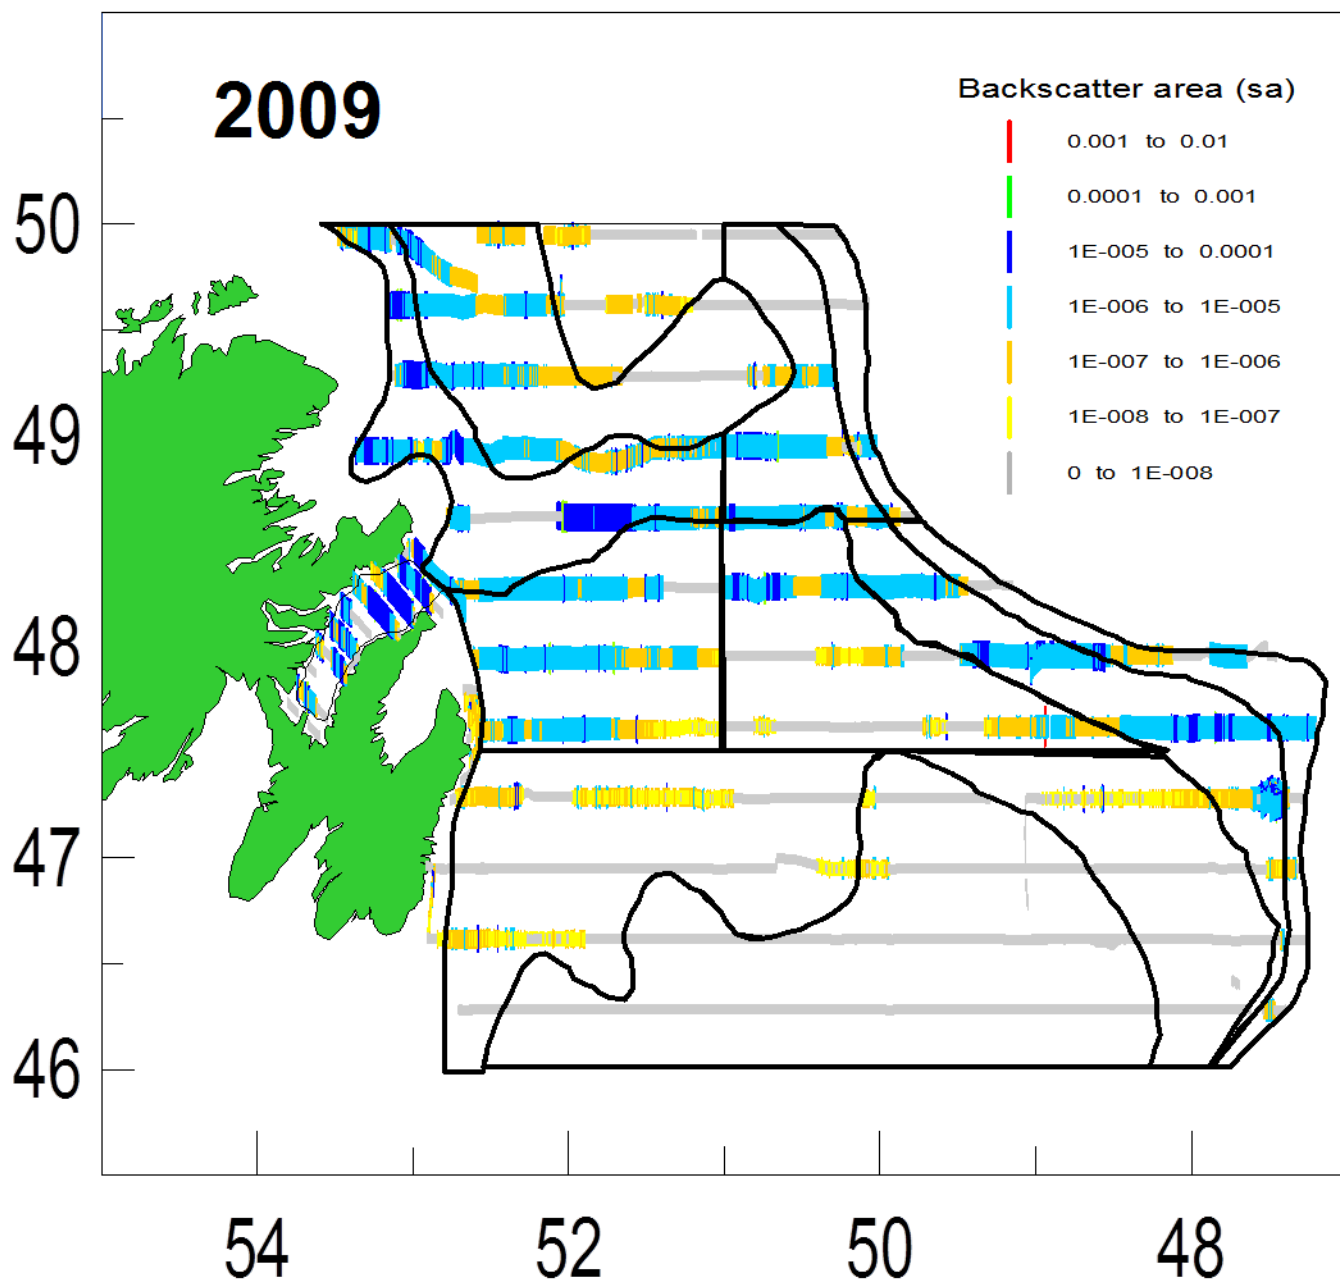 2009
Backscatter area (sa)
0.001 to 0.01
0.0001 to 0.001
1E-005 to 0.0001
1E-006 to 1E-005
1E-007 to 1E-006
1E-008 to 1E-007
0 to 1E-008
50
49
48
47
46
54 52 50 48